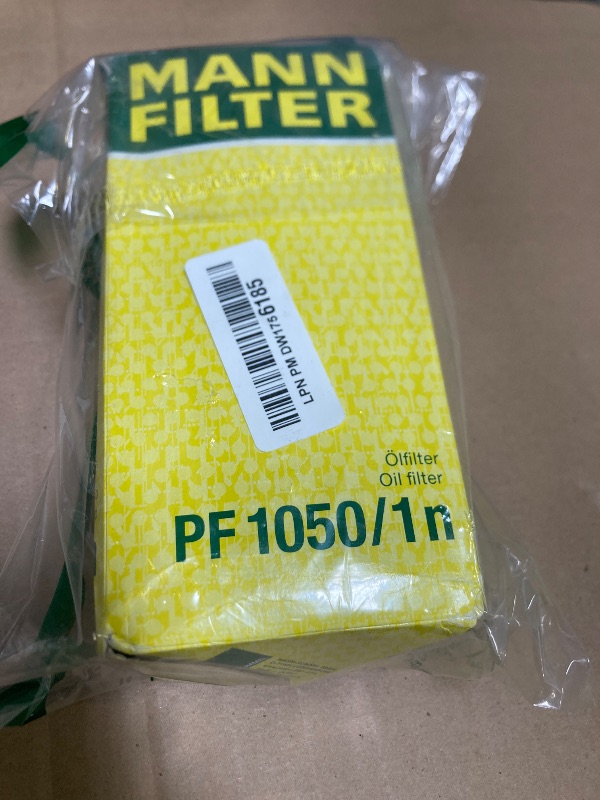 MANN
FILTER
LPN PM DW1756185
Ölfilter
Oil filter
PF 1050/1 n